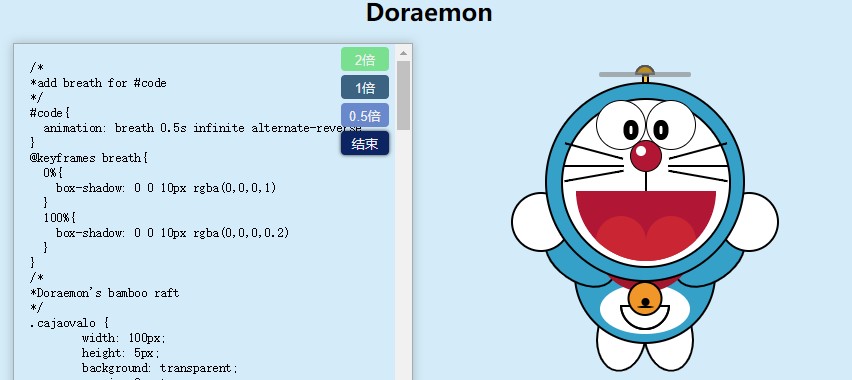 Doraemon
/*
*add breath for #code
*/
#code{
  animation: breath 0.5s infinite alternate-reverse
}
@keyframes breath{
  0%{
    box-shadow: 0 0 10px rgba(0,0,0,1)
  }
  100%{
    box-shadow: 0 0 10px rgba(0,0,0,0.2)
  }
}
/*
*Doraemon's bamboo raft
*/
.cajaovalo {
        width: 100px;
        height: 5px;
        background: transparent;
2倍
1倍
0.5倍
结束